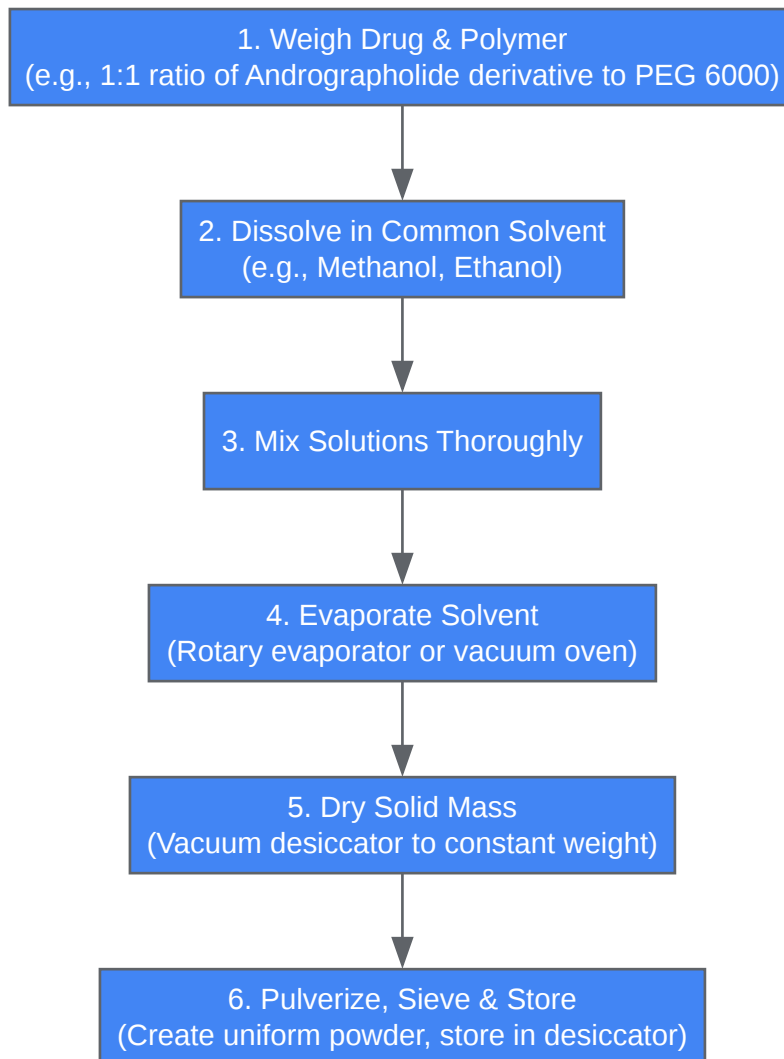 1. Weigh Drug & Polymer
(e.g., 1:1 ratio of Andrographolide derivative to PEG 6000)
2. Dissolve in Common Solvent
(e.g., Methanol, Ethanol)
3. Mix Solutions Thoroughly
4. Evaporate Solvent
(Rotary evaporator or vacuum oven)
5. Dry Solid Mass
(Vacuum desiccator to constant weight)
6. Pulverize, Sieve & Store
(Create uniform powder, store in desiccator)